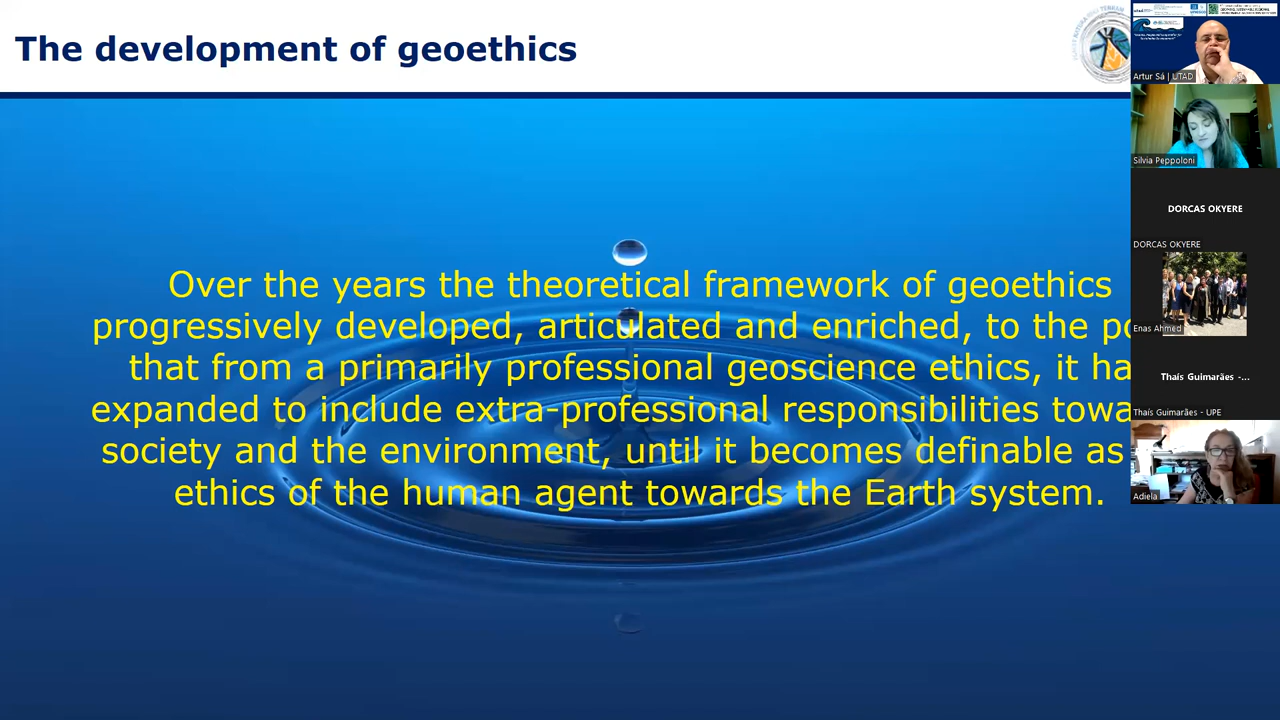 The development of geoethics
Over the years the theoretical framework of geoethics
progressively developed, articulated and enriched, to the
that from a primarily professional geoscience ethics, it
expanded to include extra-professional responsibilities
society and the environment, until it becomes definable as
ethics of the human agent towards the Earth system.
Artur Sá | UTAD
Silvia Peppoloni
DORCAS OKYERE
DORCAS OKYERE
Enas Ahmed
Thaís Guimarães -...
Thaís Guimarães - UPE
Adiela